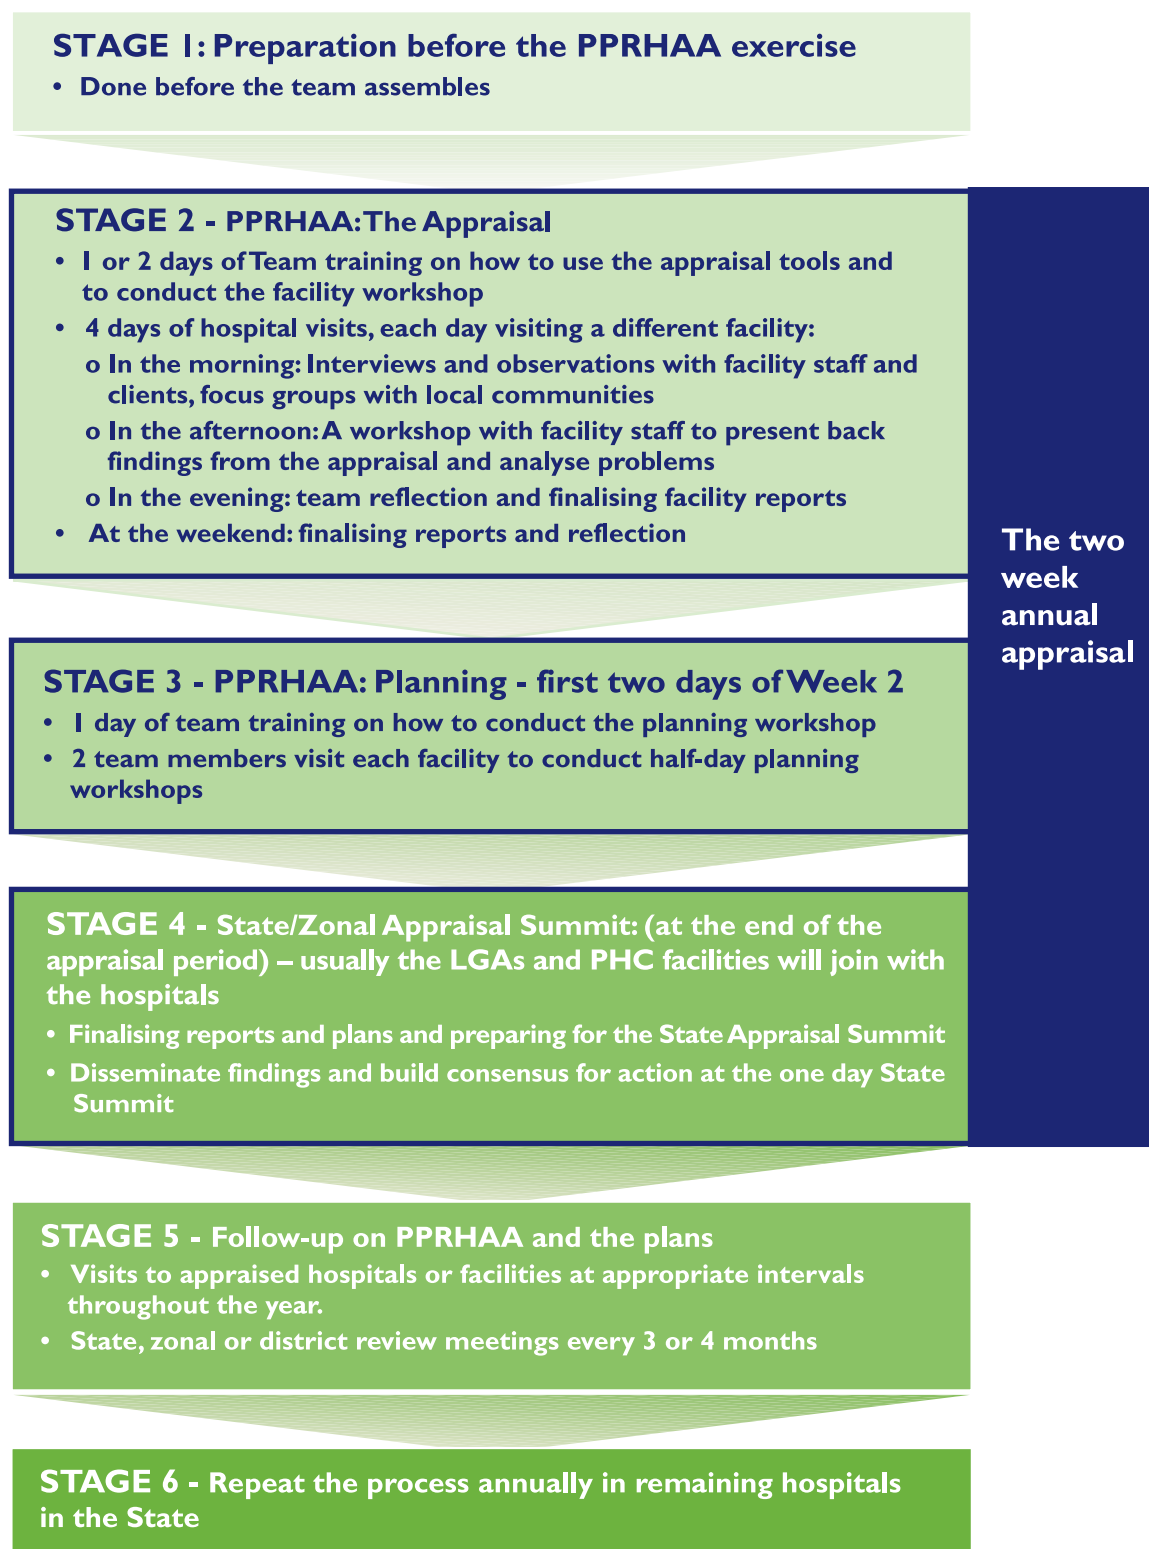 STAGE 1: Preparation before the PPRHAA exercise
• Done before the team assembles
STAGE 2 - PPRHAA: The Appraisal
• 1 or 2 days of Team training on how to use the appraisal tools and
to conduct the facility workshop
• 4 days of hospital visits, each day visiting a different facility:
o In the morning: Interviews and observations with facility staff and
clients, focus groups with local communities
o In the afternoon: A workshop with facility staff to present back
findings from the appraisal and analyse problems
o In the evening: team reflection and finalising facility reports
• At the weekend: finalising reports and reflection
STAGE 3 - PPRHAA: Planning - first two days of Week 2
• 1 day of team training on how to conduct the planning workshop
• 2 team members visit each facility to conduct half-day planning
workshops
STAGE 4 - State/Zonal Appraisal Summit: (at the end of the
appraisal period) – usually the LGAs and PHC facilities will join with
the hospitals
• Finalising reports and plans and preparing for the State Appraisal Summit
• Disseminate findings and build consensus for action at the one day State
Summit
The two
week
annual
appraisal
STAGE 5 - Follow-up on PPRHAA and the plans
• Visits to appraised hospitals or facilities at appropriate intervals
throughout the year.
• State, zonal or district review meetings every 3 or 4 months
STAGE 6 - Repeat the process annually in remaining hospitals
in the State